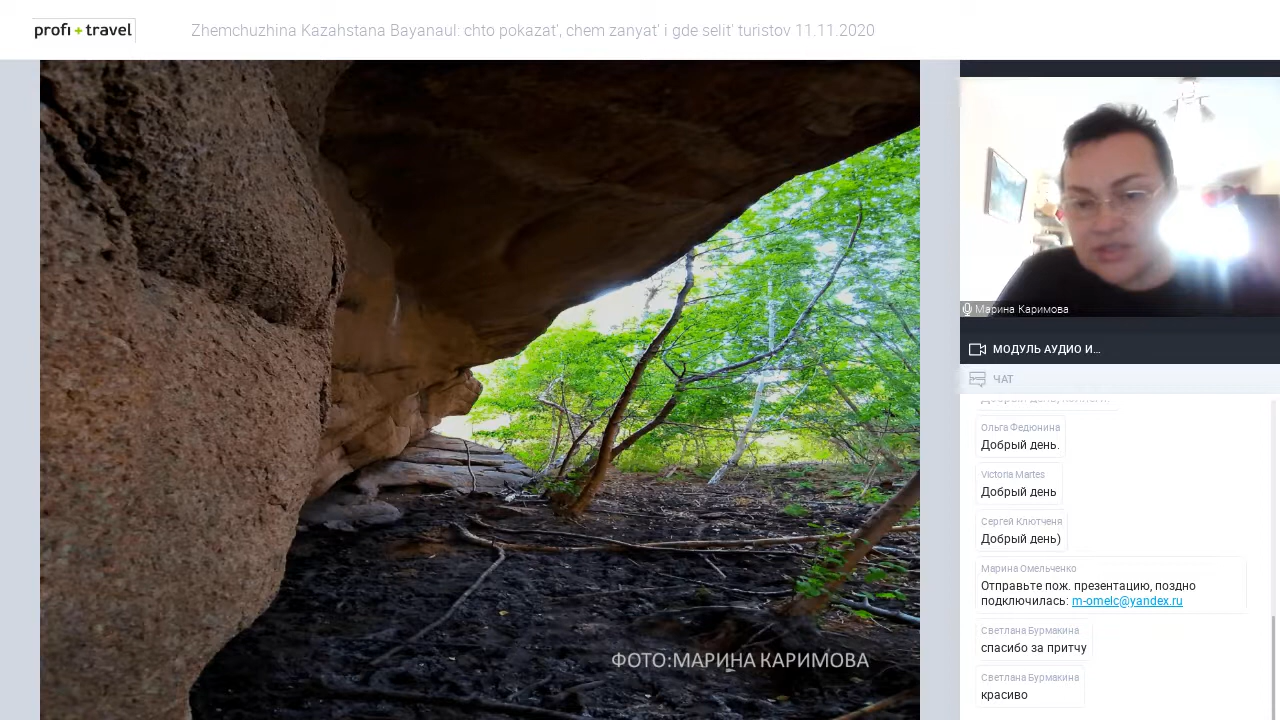 profi + travel
Zhemchuzhina Kazahstana Bayanaul: chto pokazat', chem zanyat' i gde selit' turistov 11.11.2020
ФОТО:МАРИНА КАРИМОВА
Марина Каримова
МОДУЛЬ АУДИО И...
ЧАТ
Ольга Федюнина
Добрый день.
Victoria Martes
Добрый день
Сергей Ключеня
Добрый день)
Марина Омельченко
Отправьте пож. презентацию, поздно
подключилась: m-omelc@yandex.ru
Светлана Бурмакина
спасибо за притчу
Светлана Бурмакина
красиво